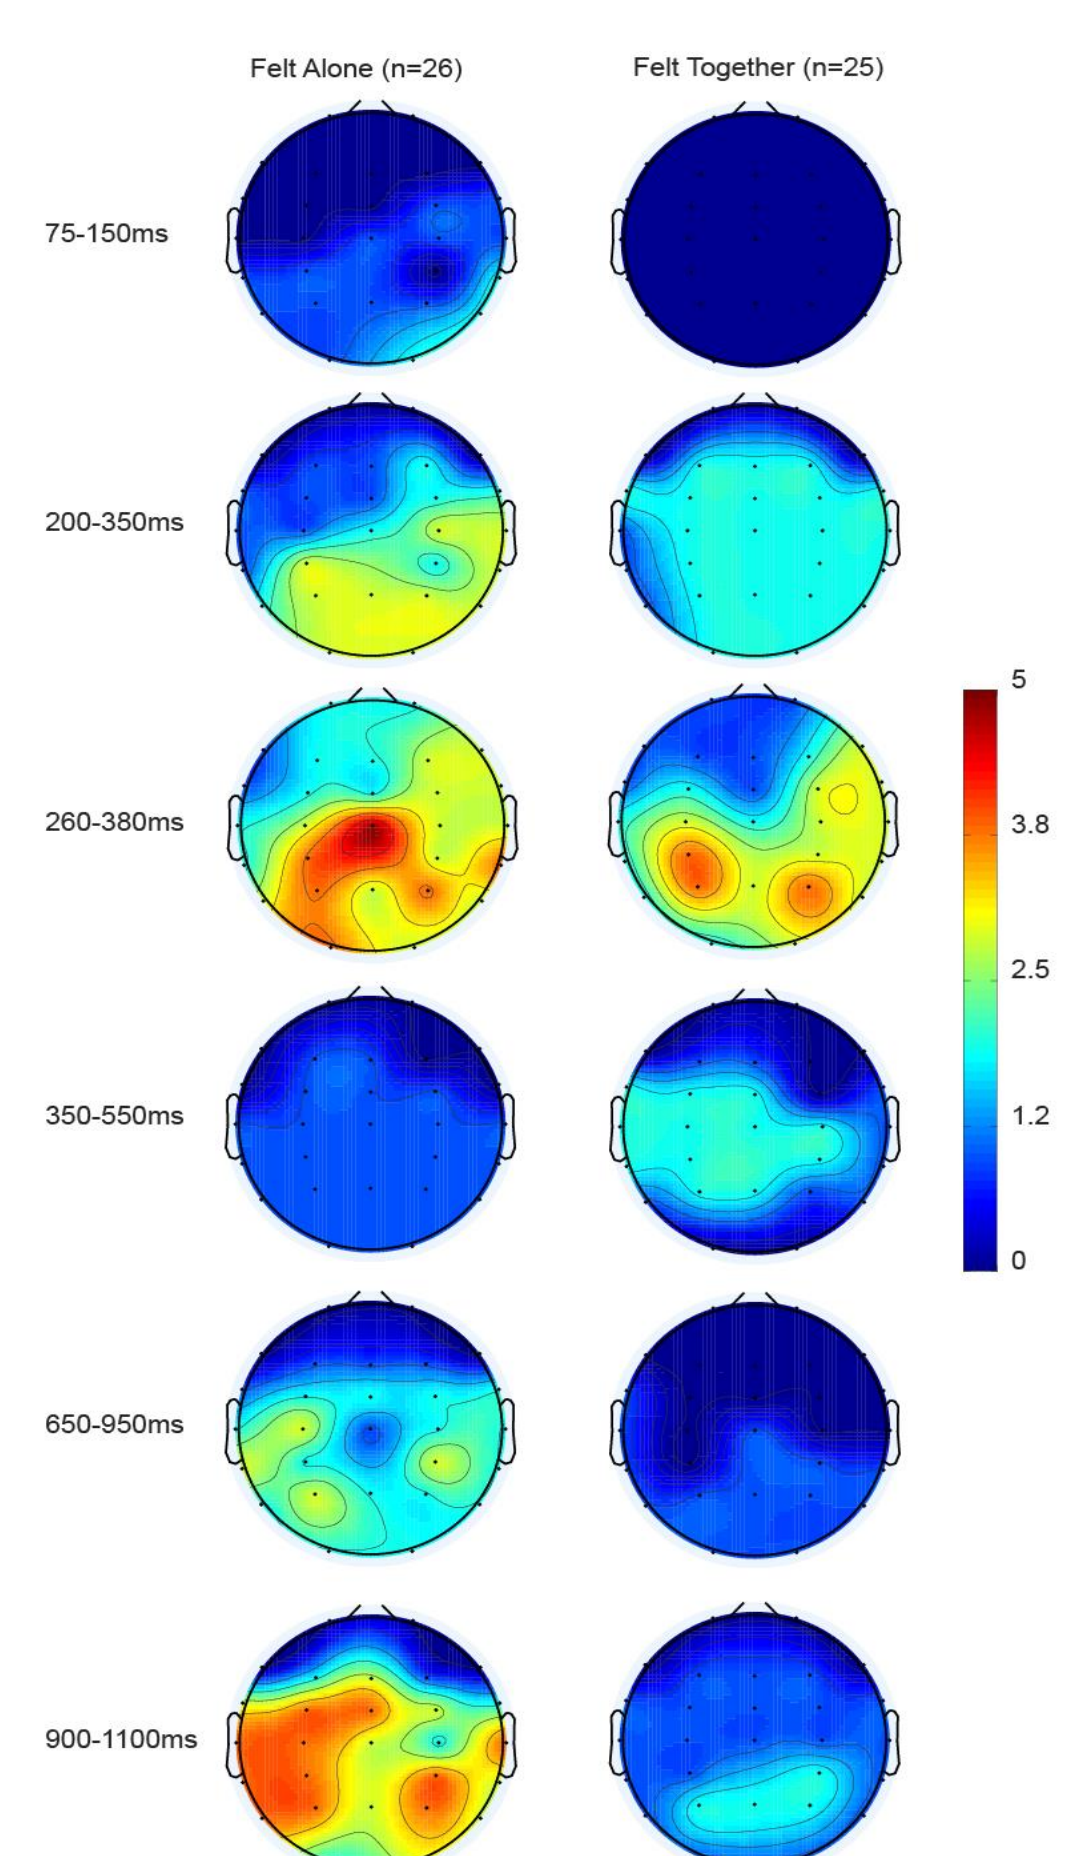 Felt Alone (n=26)
Felt Together (n=25)
75-150ms
200-350ms
5
260-380ms
3.8
2.5
350-550ms
1.2
0
650-950ms
900-1100ms